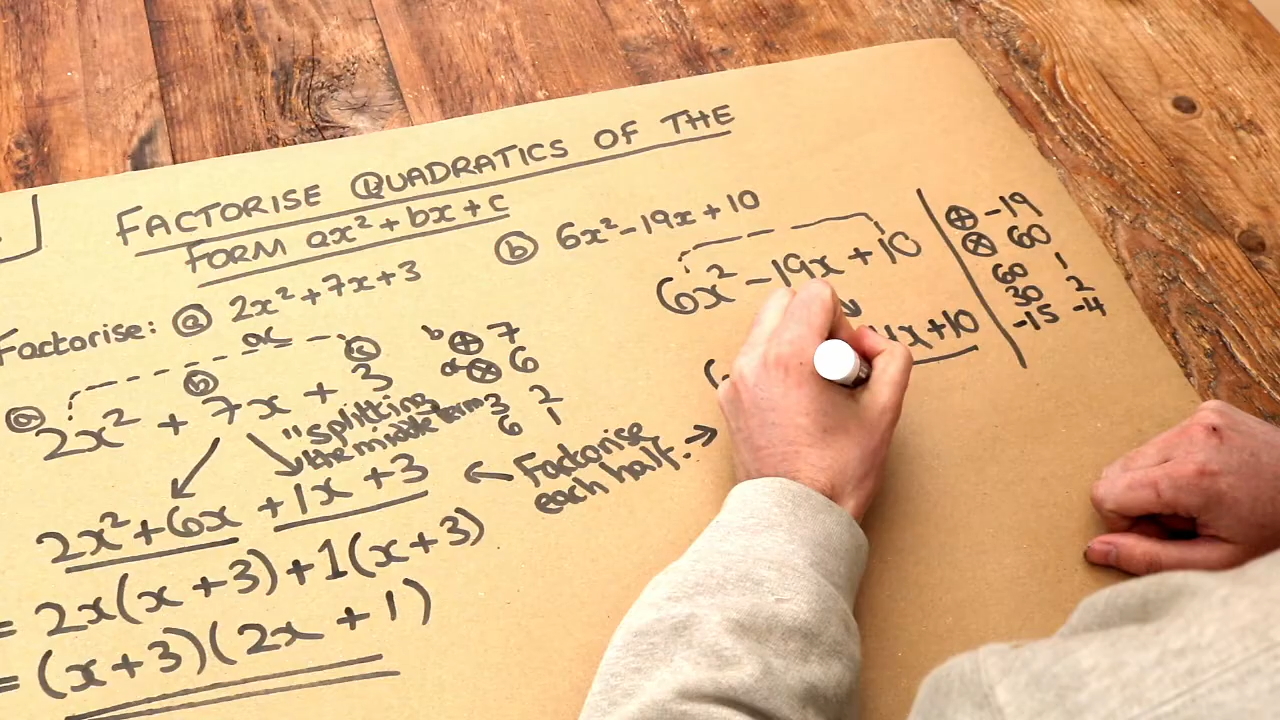 FACTORISE QUADRATICS OF THE
FORM ax² + bx + c
Factorise: ⓐ 2x² + 7x + 3
ⓑ 6x² - 19x + 10
ac
ⓐ ⓑ ⓒ
2x² + 7x + 3
b ⊕ 7
ac ⊗ 6
3 2
6 1
"splitting
the middle term
2x² + 6x + 1x + 3
← Factorise
each half. →
= 2x(x + 3) + 1(x + 3)
= (x + 3)(2x + 1)
6x² - 19x + 10
4x + 10
⊕ -19
⊗ 60
60 1
30 2
-15 -4